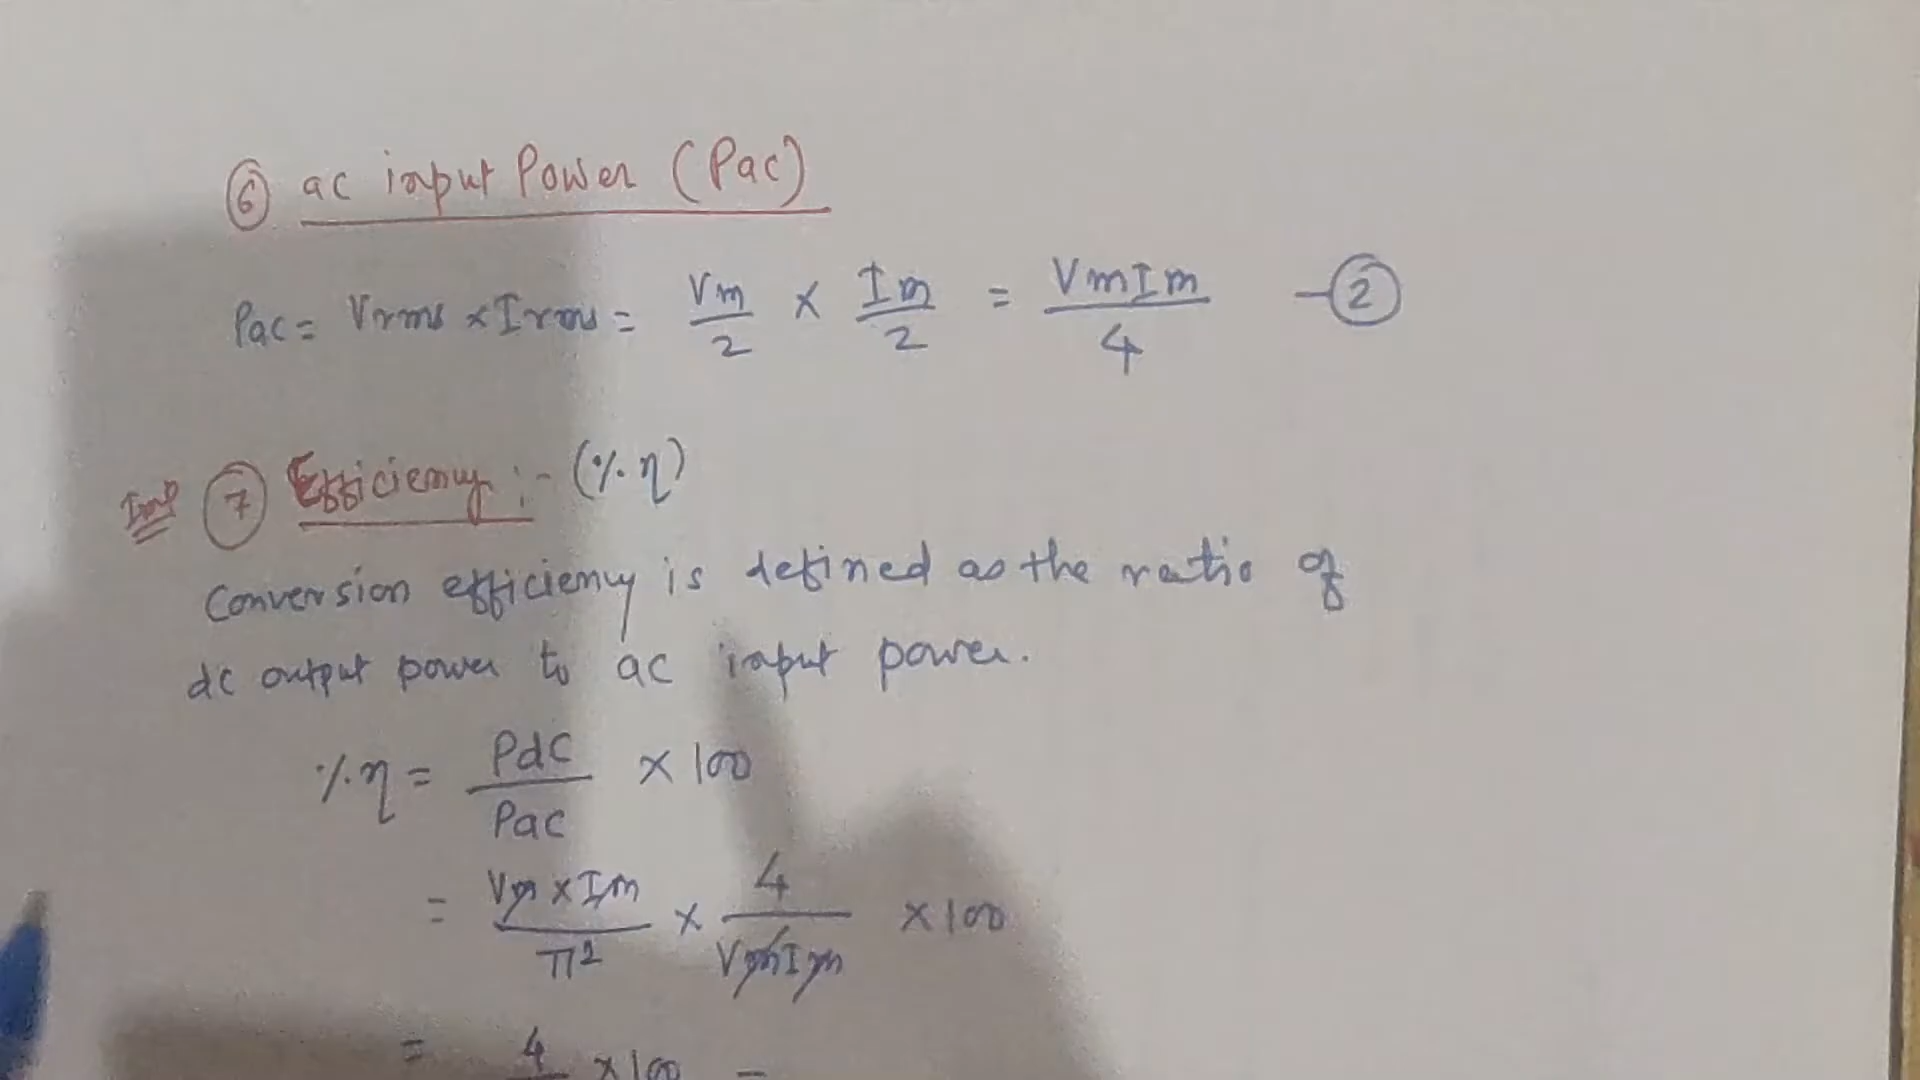 ⑥ ac input Power (Pac)
Pac = Vrms × Irms = Vm/2 × Im/2 = VmIm/4 —②
Imp ⑦ Efficiency :- (% η)
Conversion efficiency is defined as the ratio of
dc output power to ac input power.
% η = Pdc/Pac × 100
= Vm × Im/π² × 4/VmIm × 100
= 4 × 100 =